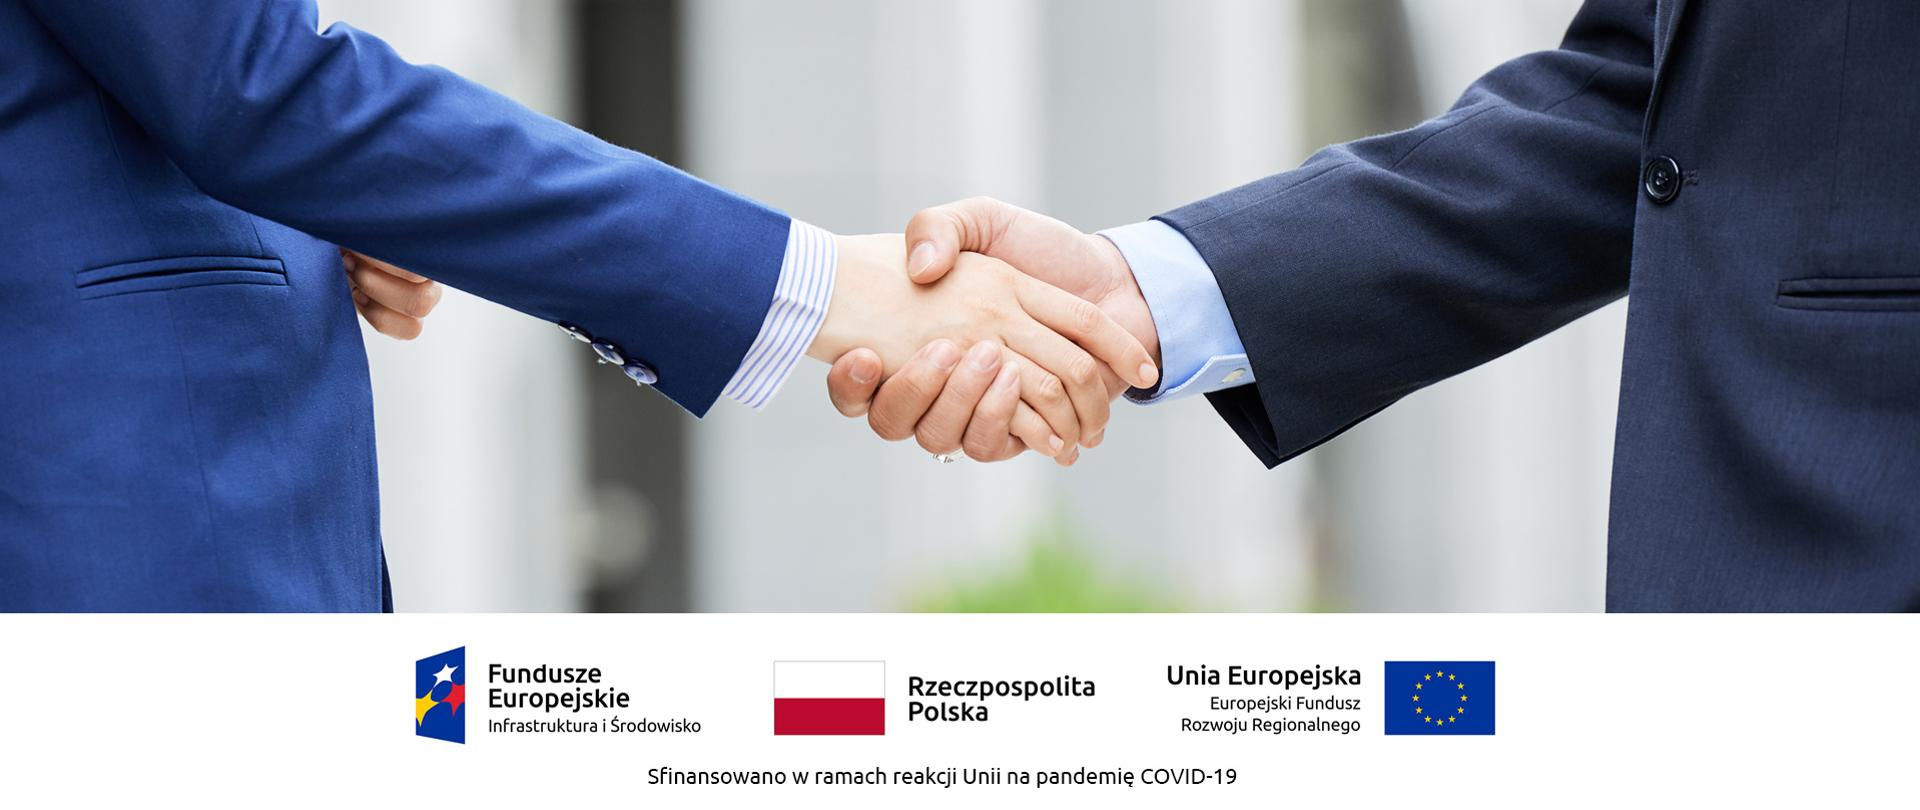 Fundusze
Europejskie
Infrastruktura i Środowisko
Rzeczpospolita
Polska
Unia Europejska
Europejski Fundusz
Rozwoju Regionalnego
Sfinansowano w ramach reakcji Unii na pandemię COVID-19